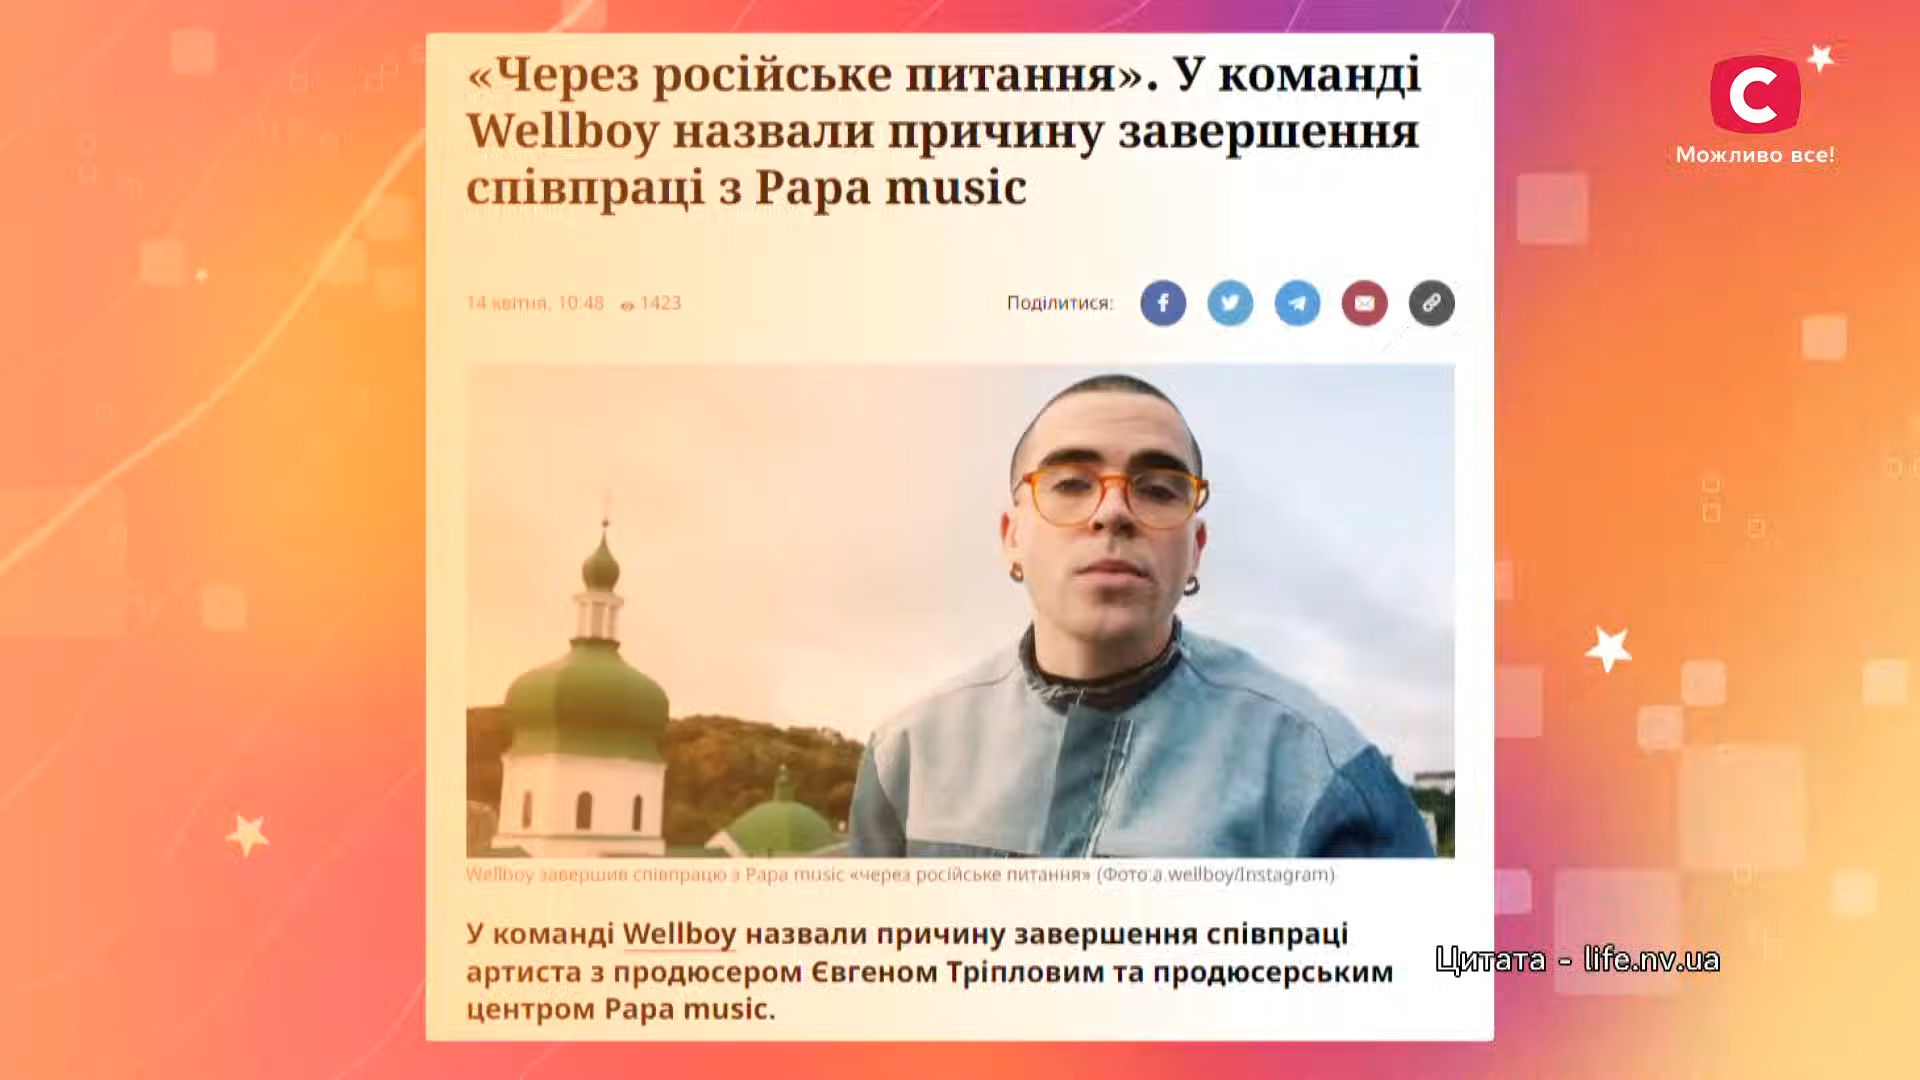 «Через російське питання». У команді
Wellboy назвали причину завершення
співпраці з Papa music
C
Можливо все!
14 квітня, 10:48 1423
Поділитися:
Wellboy завершив співпрацю з Papa music «через російське питання» (Фото:a.wellboy/Instagram)
У команді Wellboy назвали причину завершення співпраці
артиста з продюсером Євгеном Тріпловим та продюсерським
центром Papa music.
Цитата - life.nv.ua